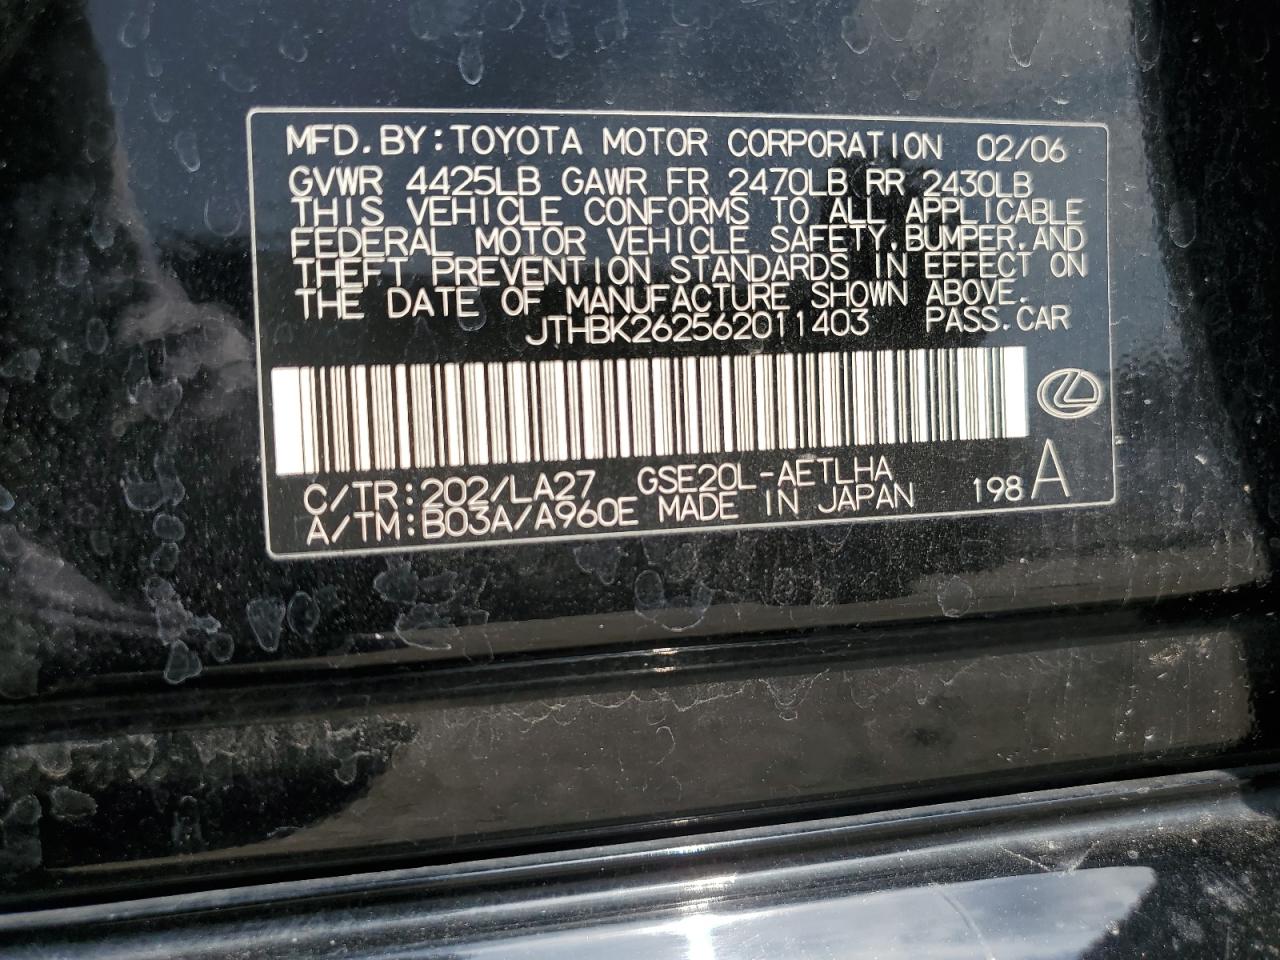 MFD.BY:TOYOTA MOTOR CORPORATION 02/06
GVWR 4425LB GAWR FR 2470LB RR 2430LB
THIS VEHICLE CONFORMS TO ALL APPLICABLE
FEDERAL MOTOR VEHICLE SAFETY,BUMPER,AND
THEFT PREVENTION STANDARDS IN EFFECT ON
THE DATE OF MANUFACTURE SHOWN ABOVE.
JTHBK262562011403 PASS.CAR
C/TR:202/LA27 GSE20L-AETLHA
A/TM:B03A/A960E MADE IN JAPAN 198 A